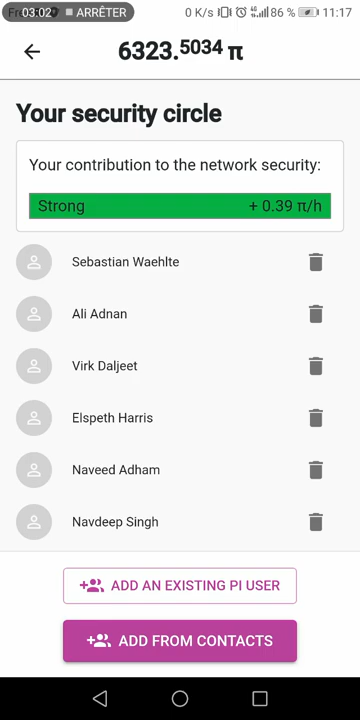 03:02 ARRÊTER 0 K/s 86 % 11:17
6323.5034 π
Your security circle
Your contribution to the network security:
Strong + 0.39 π/h
Sebastian Waehlte
Ali Adnan
Virk Daljeet
Elspeth Harris
Naveed Adham
Navdeep Singh
ADD AN EXISTING PI USER
ADD FROM CONTACTS